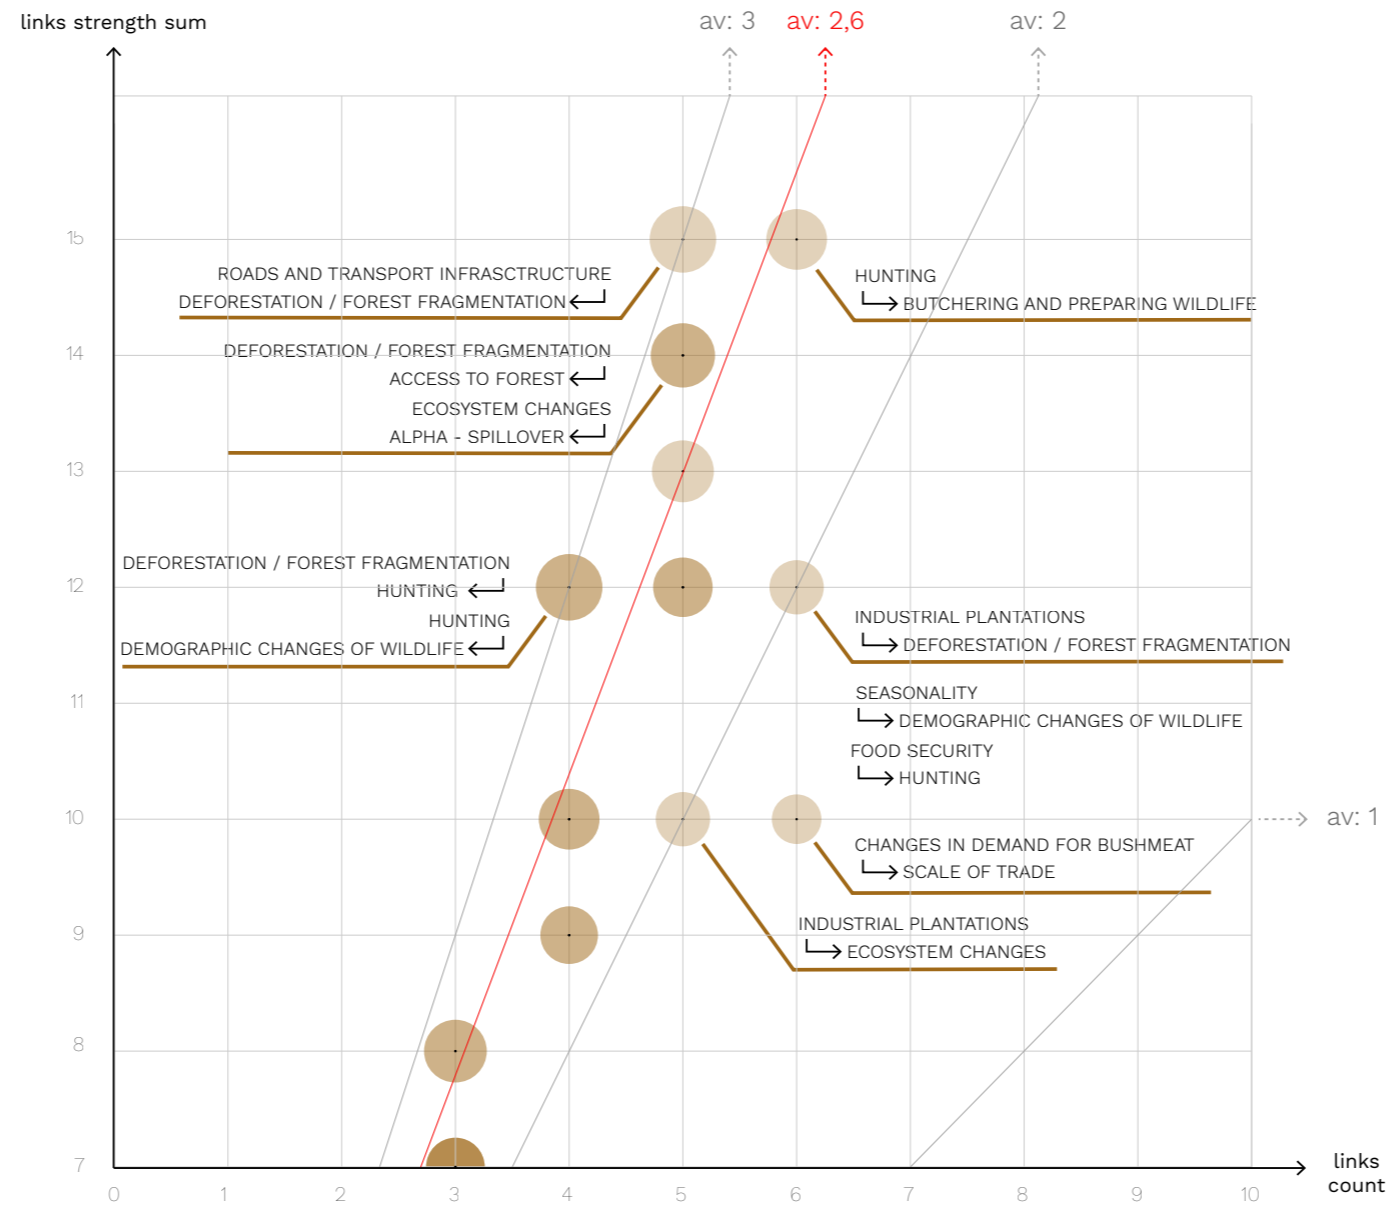 links strength sum
av: 3
av: 2,6
av: 2
15
ROADS AND TRANSPORT INFRASCTRUCTURE
DEFORESTATION / FOREST FRAGMENTATION
HUNTING
BUTCHERING AND PREPARING WILDLIFE
14
DEFORESTATION / FOREST FRAGMENTATION
ACCESS TO FOREST
ECOSYSTEM CHANGES
ALPHA - SPILLOVER
13
12
DEFORESTATION / FOREST FRAGMENTATION
HUNTING
HUNTING
DEMOGRAPHIC CHANGES OF WILDLIFE
INDUSTRIAL PLANTATIONS
DEFORESTATION / FOREST FRAGMENTATION
11
SEASONALITY
DEMOGRAPHIC CHANGES OF WILDLIFE
FOOD SECURITY
HUNTING
10
av: 1
CHANGES IN DEMAND FOR BUSHMEAT
SCALE OF TRADE
9
INDUSTRIAL PLANTATIONS
ECOSYSTEM CHANGES
8
7
0 1 2 3 4 5 6 7 8 9 10
links
count